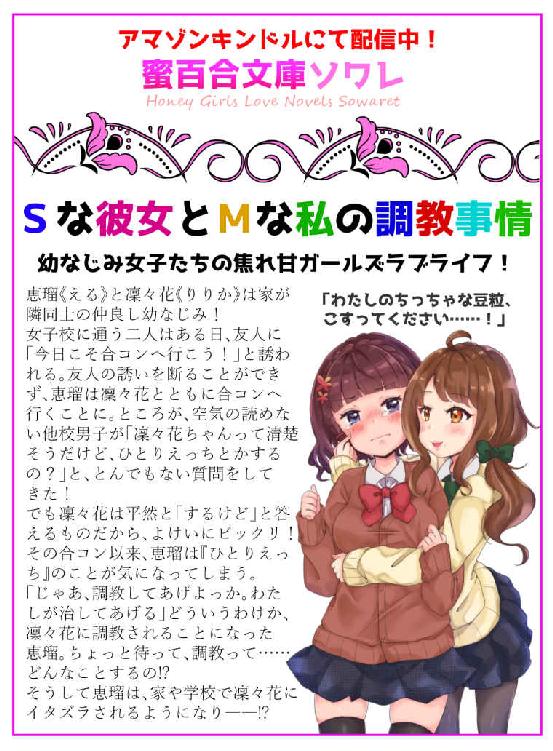 アマゾンキンドルにて配信中！
蜜百合文庫ソワレ
Honey Girls Love Novels Sowaret
Sな彼女とMな私の調教事情
幼なじみ女子たちの焦れ甘ガールズラブライフ！
恵瑠《える》と凜々花《りりか》は家が
隣同士の仲良し幼なじみ！
女子校に通う二人はある日、友人に
「今日こそ合コンへ行こう！」と誘わ
れる。友人の誘いを断ることができ
ず、恵瑠は凜々花とともに合コンへ
行くことに。ところが、空気の読めな
い他校男子が「凜々花ちゃんって清楚
そうだけど、ひとりえっちとかする
の？」と、とんでもない質問をして
きた！
でも凜々花は平然と「するけど」と答
えるものだから、よけいにビックリ！
その合コン以来、恵瑠は『ひとりえっ
ち』のことが気になってしまう。
「じゃあ、調教してあげよっか。わた
しが治してあげる」どういうわけか、
凜々花に調教されることになった
恵瑠。ちょっと待って、調教って……
どんなことするの!?
そうして恵瑠は、家や学校で凜々花に
イタズラされるようになり――!?
「わたしのちっちゃな豆粒、
こすってください……！」